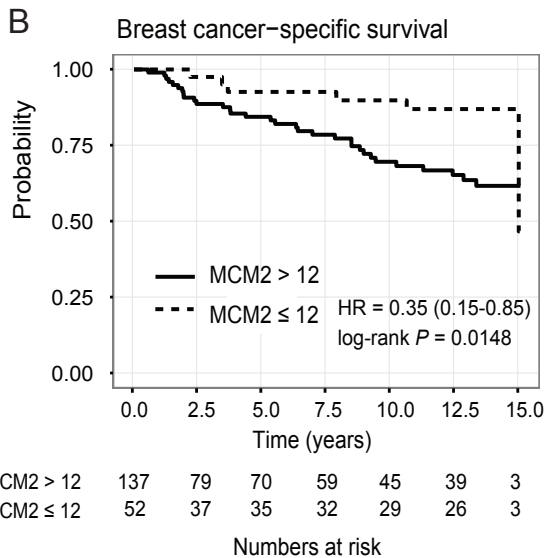 B
Breast cancer−specific survival
1.00
0.75
0.50
0.25
0.00
Probability
MCM2 > 12
MCM2 ≤ 12
HR = 0.35 (0.15-0.85)
log-rank P = 0.0148
0.0 2.5 5.0 7.5 10.0 12.5 15.0
Time (years)
CM2 > 12 137 79 70 59 45 39 3
CM2 ≤ 12 52 37 35 32 29 26 3
Numbers at risk